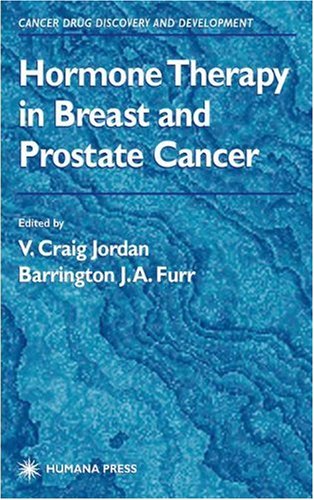 CANCER DRUG DISCOVERY AND DEVELOPMENT
Hormone Therapy
in Breast and
Prostate Cancer
Edited by
V. Craig Jordan
Barrington J.A. Furr
HUMANA PRESS